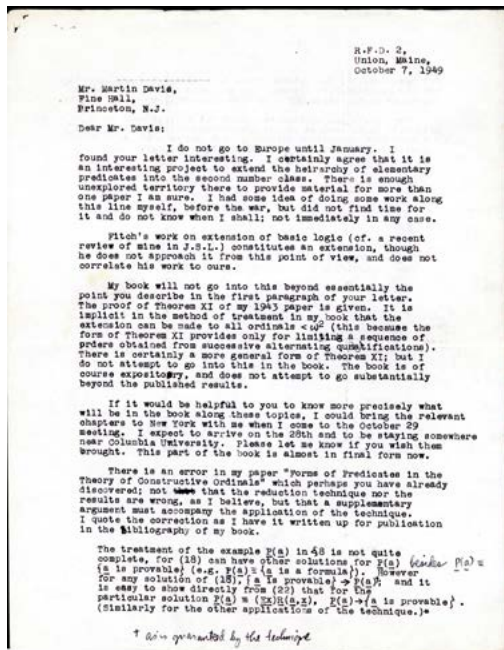 R.F.D. 2,
Union, Maine,
October 7, 1949
Mr. Martin Davis,
Fine Hall,
Princeton, N.J.
Dear Mr. Davis:
I do not go to Europe until January. I
found your letter interesting. I certainly agree that it is
an interesting project to extend the heirarchy of elementary
predicates into the second number class. There is enough
unexplored territory there to provide material for more than
one paper I am sure. I had some idea of doing some work along
this line myself, before the war, but did not find time for
it and do not know when I shall; not immediately in any case.
Fitch's work on extension of basic logic (cf. a recent
review of mine in J.S.L.) constitutes an extension, though
he does not approach it from this point of view, and does not
correlate his work to ours.
My book will not go into this beyond essentially the
point you describe in the first paragraph of your letter.
The proof of Theorem XI of my 1943 paper is given. It is
implicit in the method of treatment in my book that the
extension can be made to all ordinals < ω² (this because the
form of Theorem XI provides only for limiting a sequence of
orders obtained from successive alternating quantifications).
There is certainly a more general form of Theorem XI; but I
do not attempt to go into this in the book. The book is of
course expository, and does not attempt to go substantially
beyond the published results.
If it would be helpful to you to know more precisely what
will be in the book along these topics, I could bring the relevant
chapters to New York with me when I come to the October 29
meeting. I expect to arrive on the 28th and to be staying somewhere
near Columbia University. Please let me know if you wish them
brought. This part of the book is almost in final form now.
There is an error in my paper "Forms of Predicates in the
Theory of Constructive Ordinals" which perhaps you have already
discovered; not that the reduction technique nor the
results are wrong, as I believe, but that a supplementary
argument must accompany the application of the technique.
I quote the correction as I have it written up for publication
in the bibliography of my book.
The treatment of the example P(a) in §8 is not quite
complete, for (18) can have other solutions for P(a) besides P(a) ≡
{a is provable} (e.g. P(a) ≡ {a is a formula}). However
for any solution of (18), {a is provable} → P(a); and it
is easy to show directly from (22) that for the
particular solution P(a) ≡ (Ex)R(a,x), P(a)→{a is provable}.
(Similarly for the other applications of the technique.)
† as is guaranteed by the technique